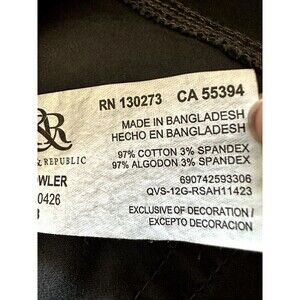 RN 130273 CA 55394
MADE IN BANGLADESH
HECHO EN BANGLADESH
97% COTTON 3% SPANDEX
97% ALGODON 3% SPANDEX
690742593306
QVS-12G-RSAH11423
EXCLUSIVE OF DECORATION/
EXCEPTO DECORACION
R
& REPUBLIC
OWLER
0426